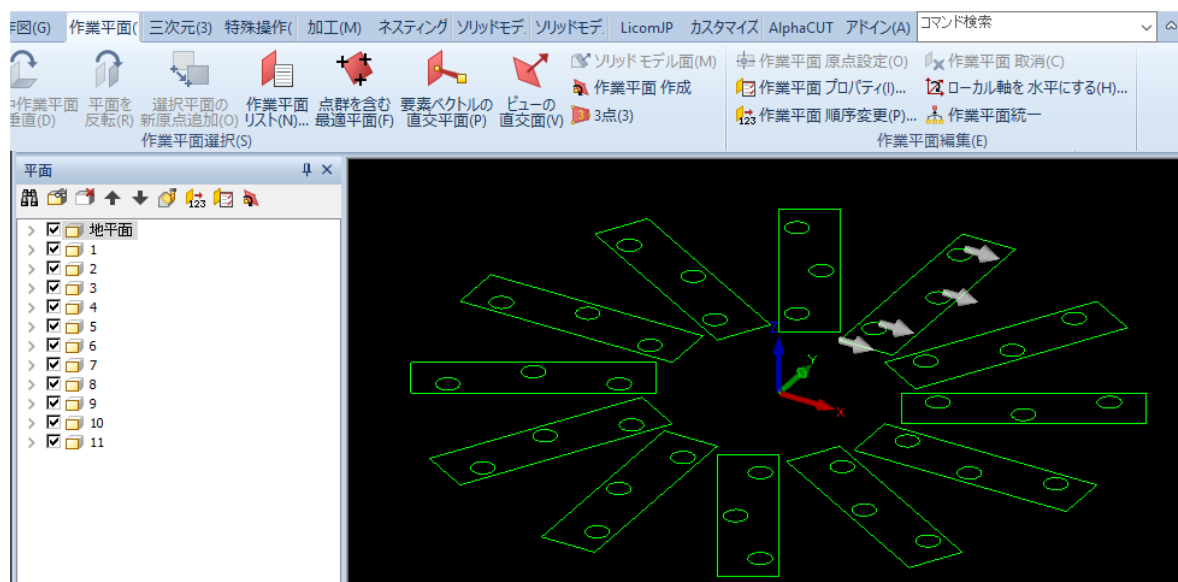 作図(G) 作業平面( 三次元(3) 特殊操作( 加工(M) ネスティング ソリッドモデ. ソリッドモデ. LicomJP カスタマイズ AlphaCUT アドイン(A) コマンド検索
作業平面 垂直(D)
平面を 反転(R)
選択平面の 新原点追加(O)
作業平面 リスト(N)...
点群を含む 最適平面(F)
要素ベクトルの 直交平面(P)
ビューの 直交面(V)
ソリッド モデル面(M)
作業平面 作成
3点(3)
作業平面 原点設定(O)
作業平面 プロパティ(I)...
作業平面 順序変更(P)...
作業平面 取消(C)
ローカル軸を 水平にする(H)...
作業平面統一
作業平面選択(S)
作業平面編集(E)
平面
123
地平面
1
2
3
4
5
6
7
8
9
10
11
Z
Y
X